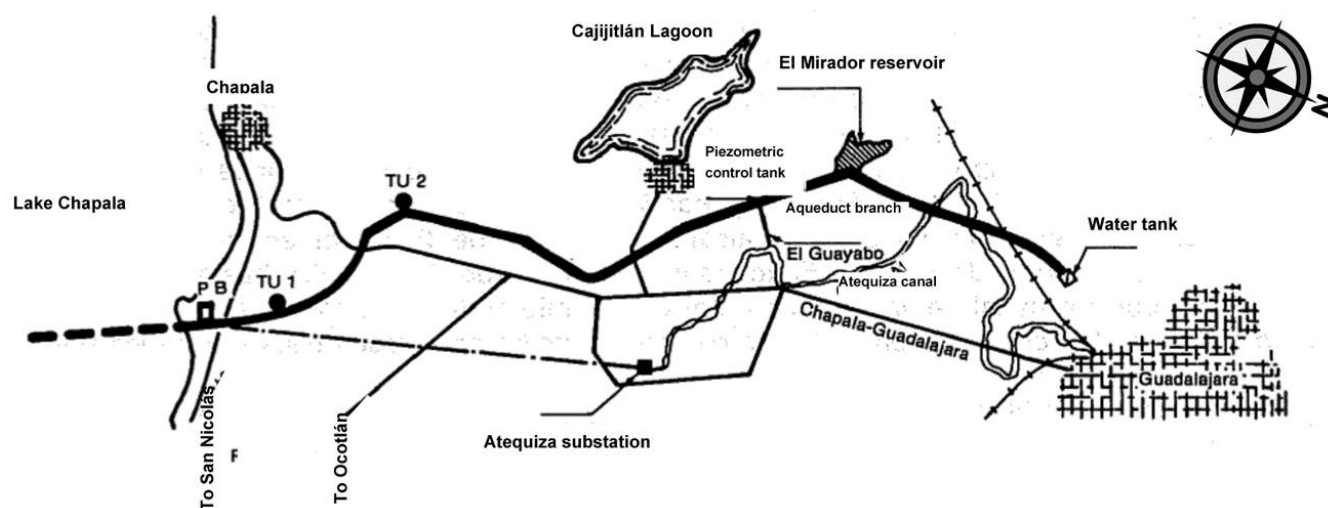 Cajijitlán Lagoon
El Mirador reservoir
N
Chapala
Piezometric
control tank
TU 2
Lake Chapala
Aqueduct branch
Water tank
El Guayabo
P B
TU 1
Atequiza canal
Chapala-Guadalajara
Guadalajara
To San Nicolás
F
To Ocotlán
Atequiza substation